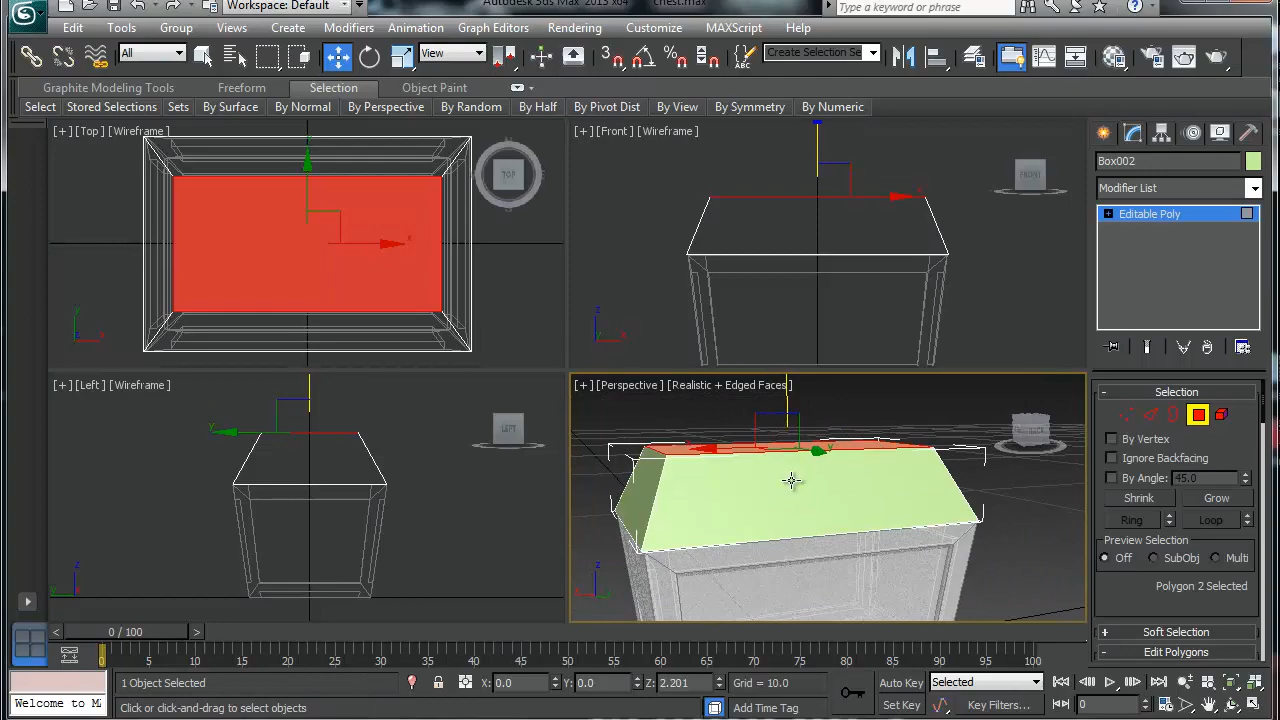 Workspace: Default
Autodesk 3ds Max 2013 x64 chest.max
Type a keyword or phrase
Edit Tools Group Views Create Modifiers Animation Graph Editors Rendering Customize MAXScript Help
All
View
3
Create Selection Se
Graphite Modeling Tools Freeform Selection Object Paint
Select Stored Selections Sets By Surface By Normal By Perspective By Random By Half By Pivot Dist By View By Symmetry By Numeric
[+] [Top] [Wireframe]
[+] [Front] [Wireframe]
TOP
FRONT
Box002
Modifier List
Editable Poly
[+] [Left] [Wireframe]
[+] [Perspective] [Realistic + Edged Faces]
LEFT
Selection
By Vertex
Ignore Backfacing
By Angle: 45.0
Shrink Grow
Ring Loop
Preview Selection
Off SubObj Multi
Polygon 2 Selected
Soft Selection
Edit Polygons
0 / 100
0 5 10 15 20 25 30 35 40 45 50 55 60 65 70 75 80 85 90 95 100
1 Object Selected X: 0.0 Y: 0.0 Z: 2.201 Grid = 10.0 Auto Key Selected
Welcome to M
Click or click-and-drag to select objects Add Time Tag Set Key Key Filters... 0